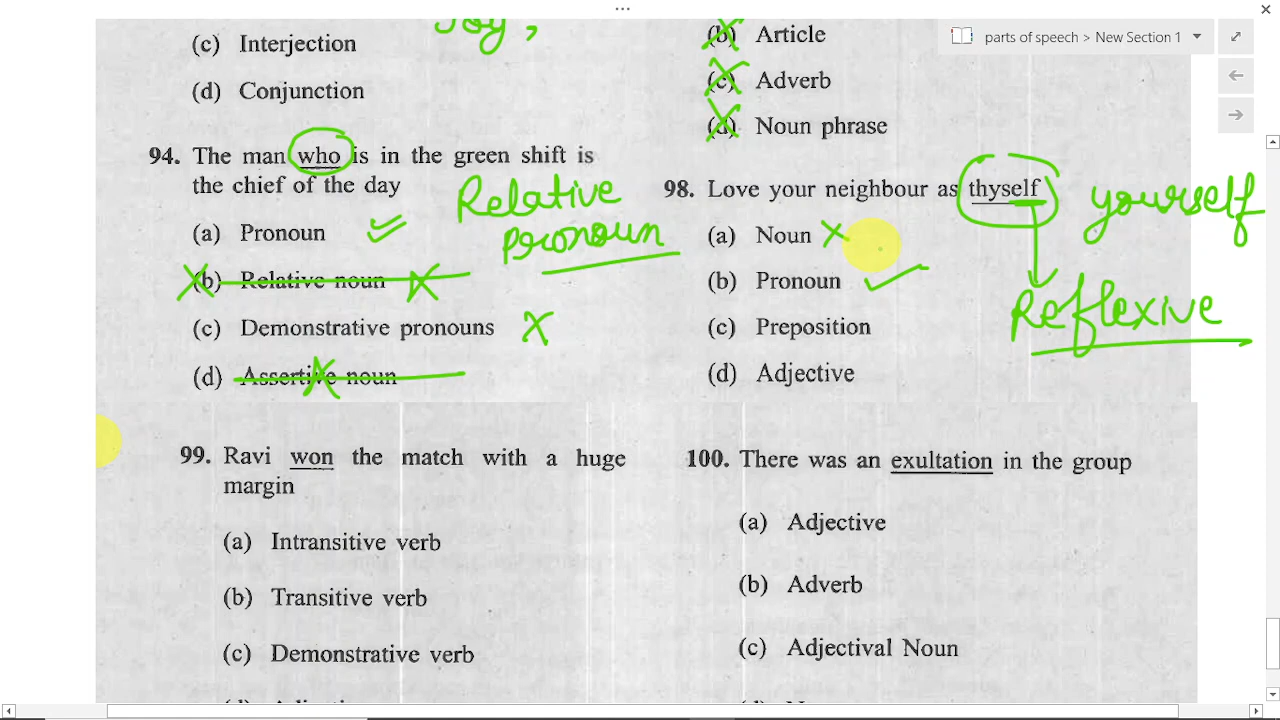 parts of speech > New Section 1
Joy,
(c) Interjection
(d) Conjunction
94. The man who is in the green shift is
the chief of the day
Relative
pronoun
(a) Pronoun
(b) Relative noun
(c) Demonstrative pronouns
(d) Assertive noun
(b) Article
(c) Adverb
(d) Noun phrase
98. Love your neighbour as thyself
yourself
(a) Noun
(b) Pronoun
Reflexive
(c) Preposition
(d) Adjective
99. Ravi won the match with a huge
margin
(a) Intransitive verb
(b) Transitive verb
(c) Demonstrative verb
100. There was an exultation in the group
(a) Adjective
(b) Adverb
(c) Adjectival Noun